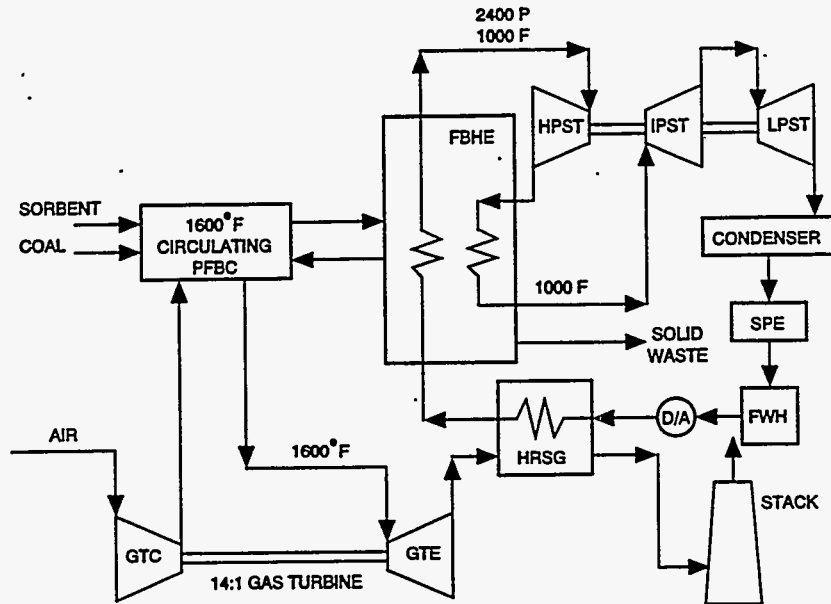 2400 P
1000 F
HPST
IPST
LPST
FBHE
SORBENT
COAL
1600°F
CIRCULATING
PFBC
CONDENSER
1000 F
SPE
SOLID
WASTE
D/A
FWH
AIR
1600°F
HRSG
STACK
GTC
GTE
14:1 GAS TURBINE